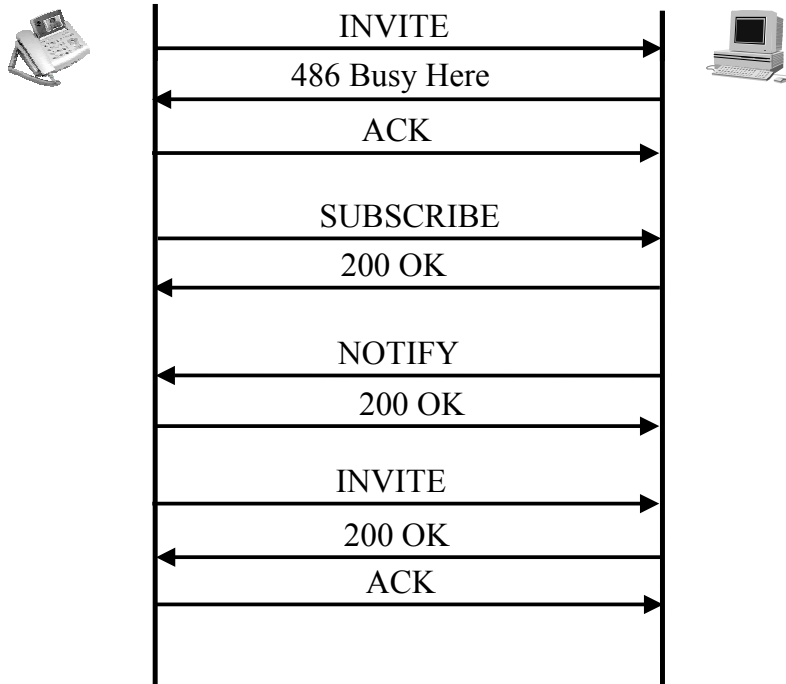 INVITE
486 Busy Here
ACK
SUBSCRIBE
200 OK
NOTIFY
200 OK
INVITE
200 OK
ACK